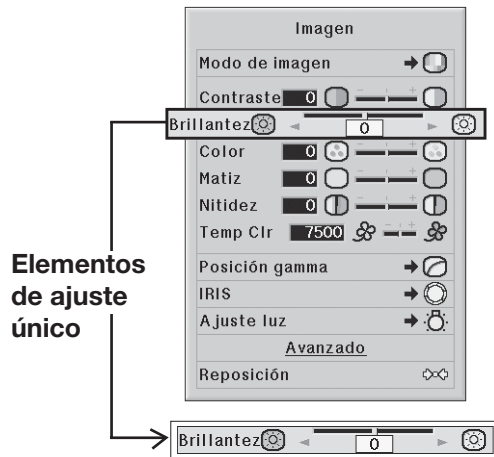 Imagen
Modo de imagen
Contraste 0
Brillantez 0
Color 0
Matiz 0
Nitidez 0
Temp Clr 7500
Elementos
de ajuste
único
Posición gamma
IRIS
Ajuste luz
Avanzado
Reposición
Brillantez 0